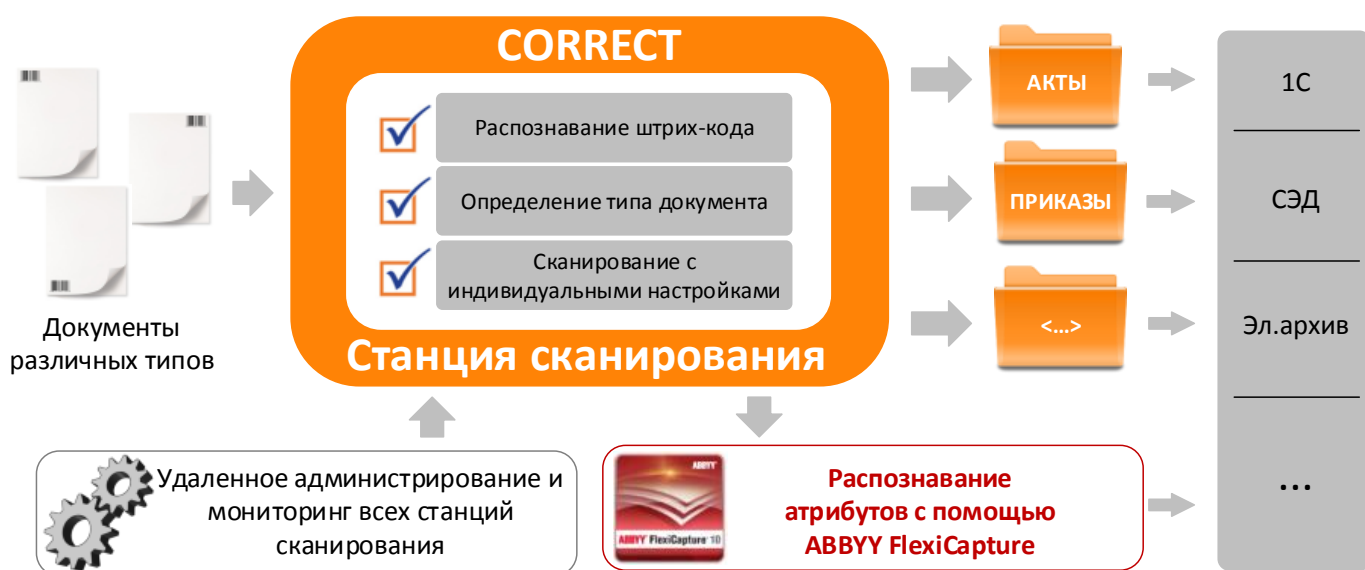 CORRECT
Распознавание штрих-кода
Определение типа документа
Сканирование с
индивидуальными настройками
Станция сканирования
Документы
различных типов
АКТЫ
ПРИКАЗЫ
<...>
1С
СЭД
Эл.архив
...
Удаленное администрирование и
мониторинг всех станций
сканирования
ABBYY
ABBYY FlexiCapture 10
Распознавание
атрибутов с помощью
ABBYY FlexiCapture